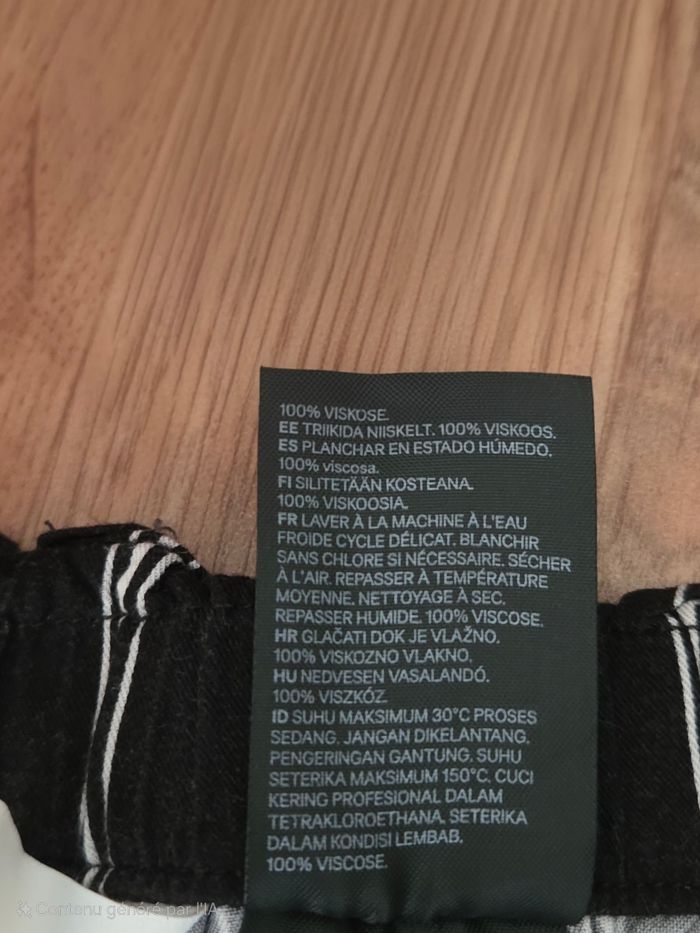 100% VISKOSE.
EE TRIIKIDA NIISKELT. 100% VISKOOS.
ES PLANCHAR EN ESTADO HÚMEDO.
100% viscosa.
FI SILITETÄÄN KOSTEANA.
100% VISKOOSIA.
FR LAVER À LA MACHINE À L'EAU
FROIDE CYCLE DÉLICAT. BLANCHIR
SANS CHLORE SI NÉCESSAIRE. SÉCHER
À L'AIR. REPASSER À TEMPÉRATURE
MOYENNE. NETTOYAGE À SEC.
REPASSER HUMIDE. 100% VISCOSE.
HR GLAČATI DOK JE VLAŽNO.
100% VISKOZNO VLAKNO.
HU NEDVESEN VASALANDÓ.
100% VISZKÓZ
ID SUHU MAKSIMUM 30°C PROSES
SEDANG. JANGAN DIKELANTANG.
PENGERINGAN GANTUNG. SUHU
SETERIKA MAKSIMUM 150°C. CUCI
KERING PROFESIONAL DALAM
TETRAKLOROETHANA. SETERIKA
DALAM KONDISI LEMBAB.
100% VISCOSE.
Contenu généré par l'IA